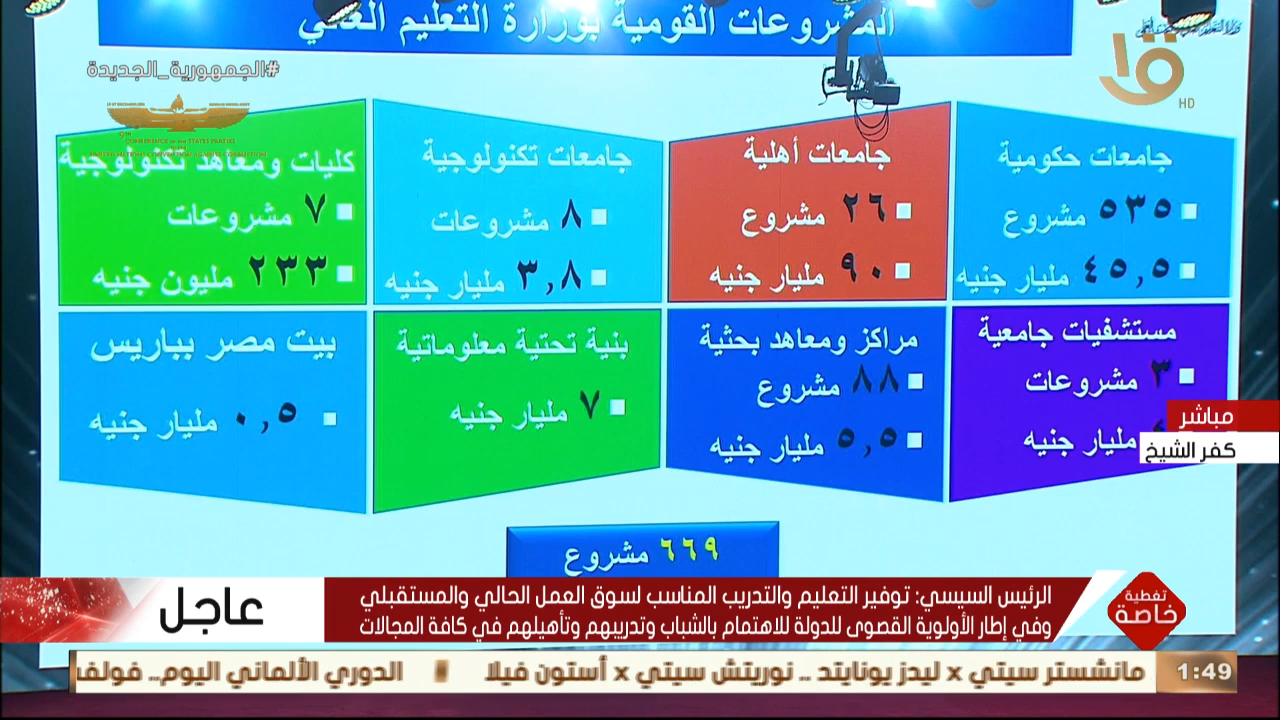 المشروعات القومية بوزارة التعليم العالي
#الجمهورية_الجديدة
HD
جامعات حكومية
٥٣٥ مشروع
٤٥,٥ مليار جنيه
جامعات أهلية
٢٦ مشروع
٩٠ مليار جنيه
جامعات تكنولوجية
٨ مشروعات
٣,٨ مليار جنيه
كليات ومعاهد تكنولوجية
٧ مشروعات
٢٣٣ مليون جنيه
مستشفيات جامعية
٣ مشروعات
مليار جنيه
مراكز ومعاهد بحثية
٨٨ مشروع
٥,٥ مليار جنيه
بنية تحتية معلوماتية
٧ مليار جنيه
بيت مصر بباريس
٠,٥ مليار جنيه
٦٦٩ مشروع
مباشر
كفر الشيخ
تغطية
خاصة
الرئيس السيسي: توفير التعليم والتدريب المناسب لسوق العمل الحالي والمستقبلي
وفي إطار الأولوية القصوى للدولة للاهتمام بالشباب وتدريبهم وتأهيلهم في كافة المجالات
عاجل
1:49
مانشستر سيتي x ليدز يونايتد .. نوريتش سيتي x أستون فيلا
الدوري الألماني اليوم.. فولف